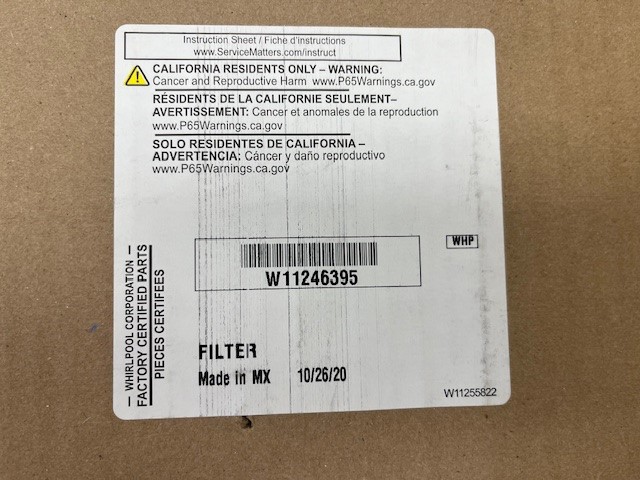 Instruction Sheet / Fiche d'instructions
www.ServiceMatters.com/instruct
CALIFORNIA RESIDENTS ONLY – WARNING:
Cancer and Reproductive Harm www.P65Warnings.ca.gov
RÉSIDENTS DE LA CALIFORNIE SEULEMENT–
AVERTISSEMENT: Cancer et anomales de la reproduction
www.P65Warnings.ca.gov
SOLO RESIDENTES DE CALIFORNIA –
ADVERTENCIA: Cáncer y daño reproductivo
www.P65Warnings.ca.gov
WHP
W11246395
— WHIRLPOOL CORPORATION —
FACTORY CERTIFIED PARTS
PIECES CERTIFEES
FILTER
Made in MX 10/26/20
W11255822